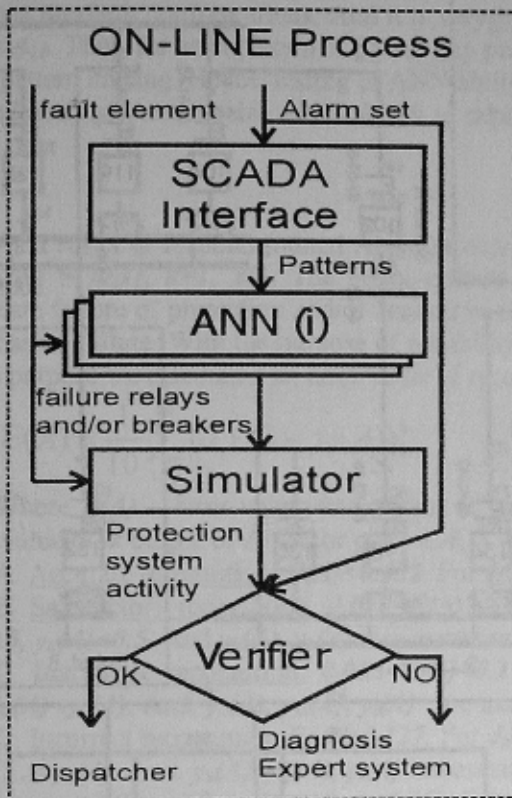 ON-LINE Process
fault element
Alarm set
SCADA
Interface
Patterns
ANN (i)
failure relays
and/or breakers
Simulator
Protection
system
activity
Verifier
OK
NO
Dispatcher
Diagnosis
Expert system